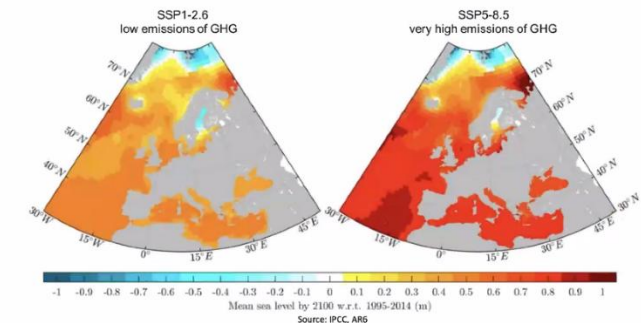 SSP1-2.6
low emissions of GHG
SSP5-8.5
very high emissions of GHG
70°N
60°N
50°N
40°N
30°W
15°W
0°
15°E
30°E
45°E
70°N
60°N
50°N
40°N
30°N
30°W
15°W
0°
15°E
30°E
45°E
-1 -0.9 -0.8 -0.7 -0.6 -0.5 -0.4 -0.3 -0.2 -0.1 0 0.1 0.2 0.3 0.4 0.5 0.6 0.7 0.8 0.9 1
Mean sea level by 2100 w.r.t. 1995-2014 (m)
Source: IPCC, AR6